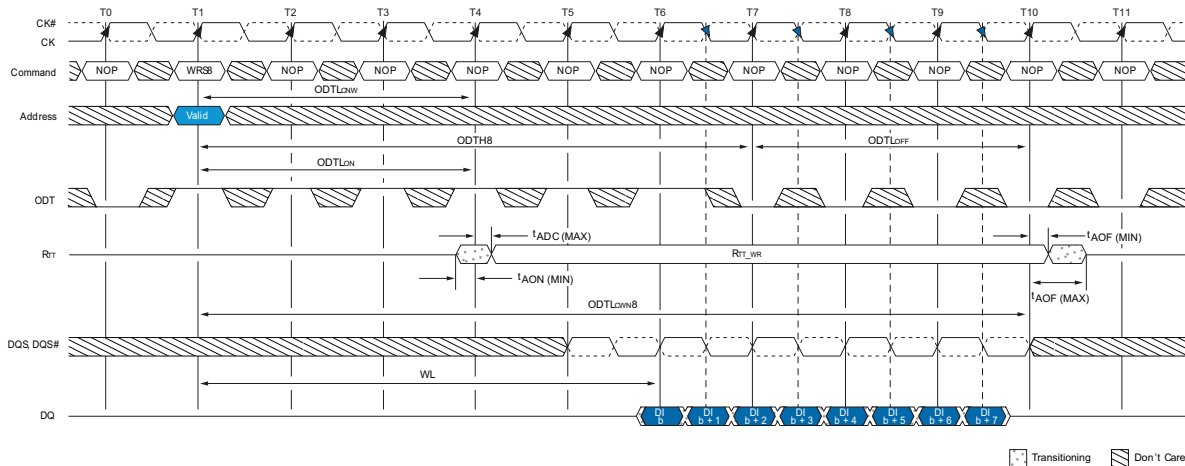 T0 T1 T2 T3 T4 T5 T6 T7 T8 T9 T10 T11
CK#
CK
Command NOP WRS8 NOP NOP NOP NOP NOP NOP NOP NOP NOP NOP
ODTLCNW
Address Valid
ODTH8 ODTLOFF
ODTLON
ODT
tADC (MAX) tAOF (MIN)
RTT RTT_WR
tAON (MIN) tAOF (MAX)
ODTLCWN8
DQS, DQS#
WL
DQ DI b DI b + 1 DI b + 2 DI b + 3 DI b + 4 DI b + 5 DI b + 6 DI b + 7
Transitioning Don't Care